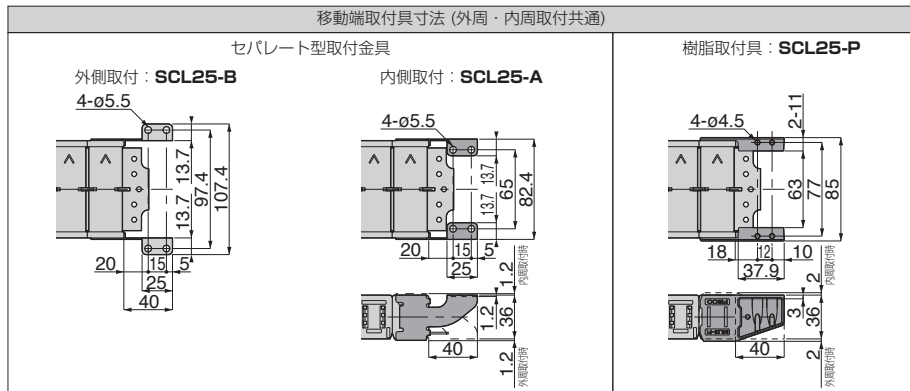 移動端取付具寸法 (外周・内周取付共通)
セパレート型取付金具
樹脂取付具：SCL25-P
外側取付：SCL25-B
内側取付：SCL25-A
4-ø5.5
13.7
13.7
97.4
107.4
20
15
5
25
40
4-ø5.5
13.7
13.7
65
82.4
20
15
5
25
1.2
内周取付時
1.2
36
40
1.2
外周取付時
4-ø4.5
2-11
63
77
85
18
12
10
37.9
2
内周取付時
3
36
40
2
外周取付時